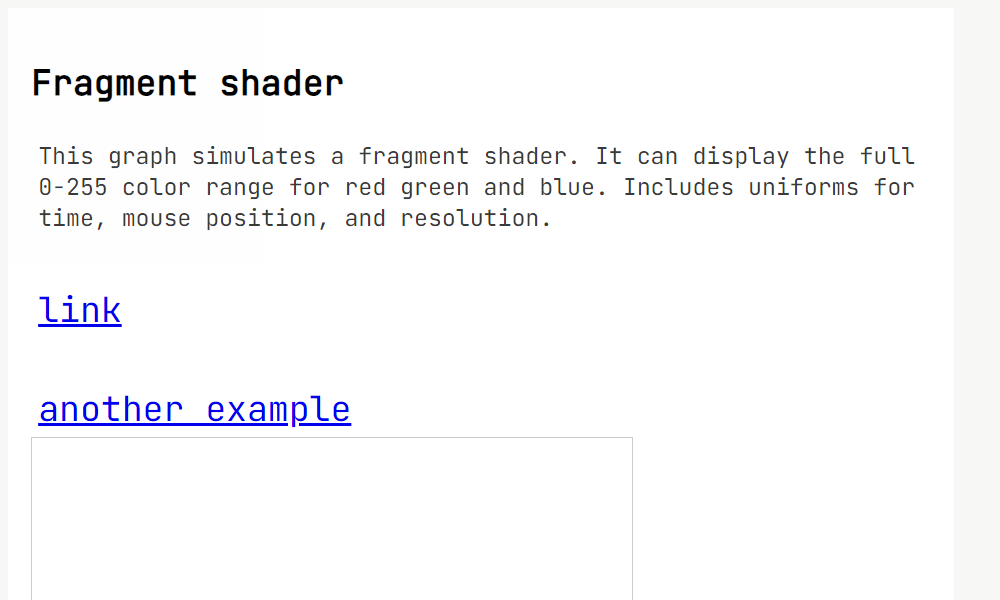 Fragment shader
This graph simulates a fragment shader. It can display the full
0-255 color range for red green and blue. Includes uniforms for
time, mouse position, and resolution.
link
another example